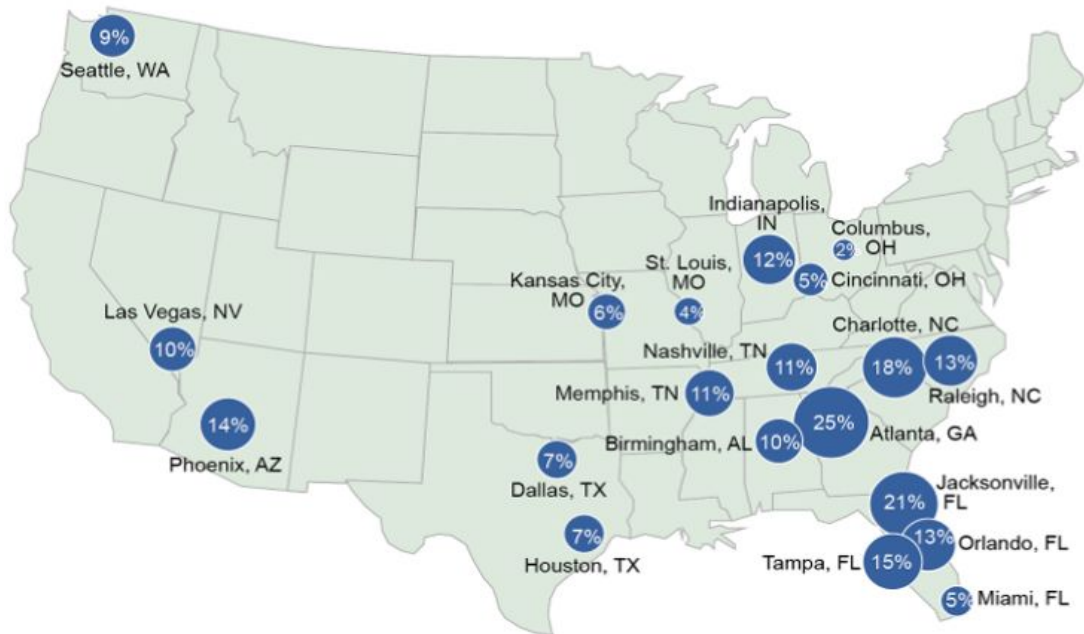 9%
Seattle, WA
Indianapolis,
IN
12%
Columbus,
OH
2%
5%
Cincinnati, OH
St. Louis,
MO
4%
Kansas City,
MO
6%
Las Vegas, NV
10%
Charlotte, NC
18%
13%
Raleigh, NC
Nashville, TN
11%
Memphis, TN
11%
25%
Atlanta, GA
Birmingham, AL
10%
14%
Phoenix, AZ
7%
Dallas, TX
7%
Houston, TX
Jacksonville,
FL
21%
13%
Orlando, FL
Tampa, FL
15%
5%
Miami, FL